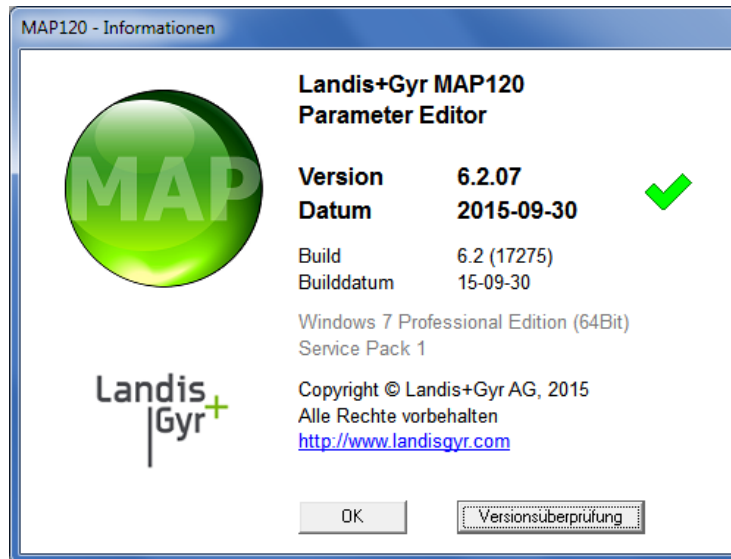 MAP120 - Informationen
MAP
Landis+Gyr MAP120
Parameter Editor
Version 6.2.07
Datum 2015-09-30
Build 6.2 (17275)
Builddatum 15-09-30
Windows 7 Professional Edition (64Bit)
Service Pack 1
Landis
Gyr+
Copyright © Landis+Gyr AG, 2015
Alle Rechte vorbehalten
http://www.landisgyr.com
OK Versionsüberprüfung